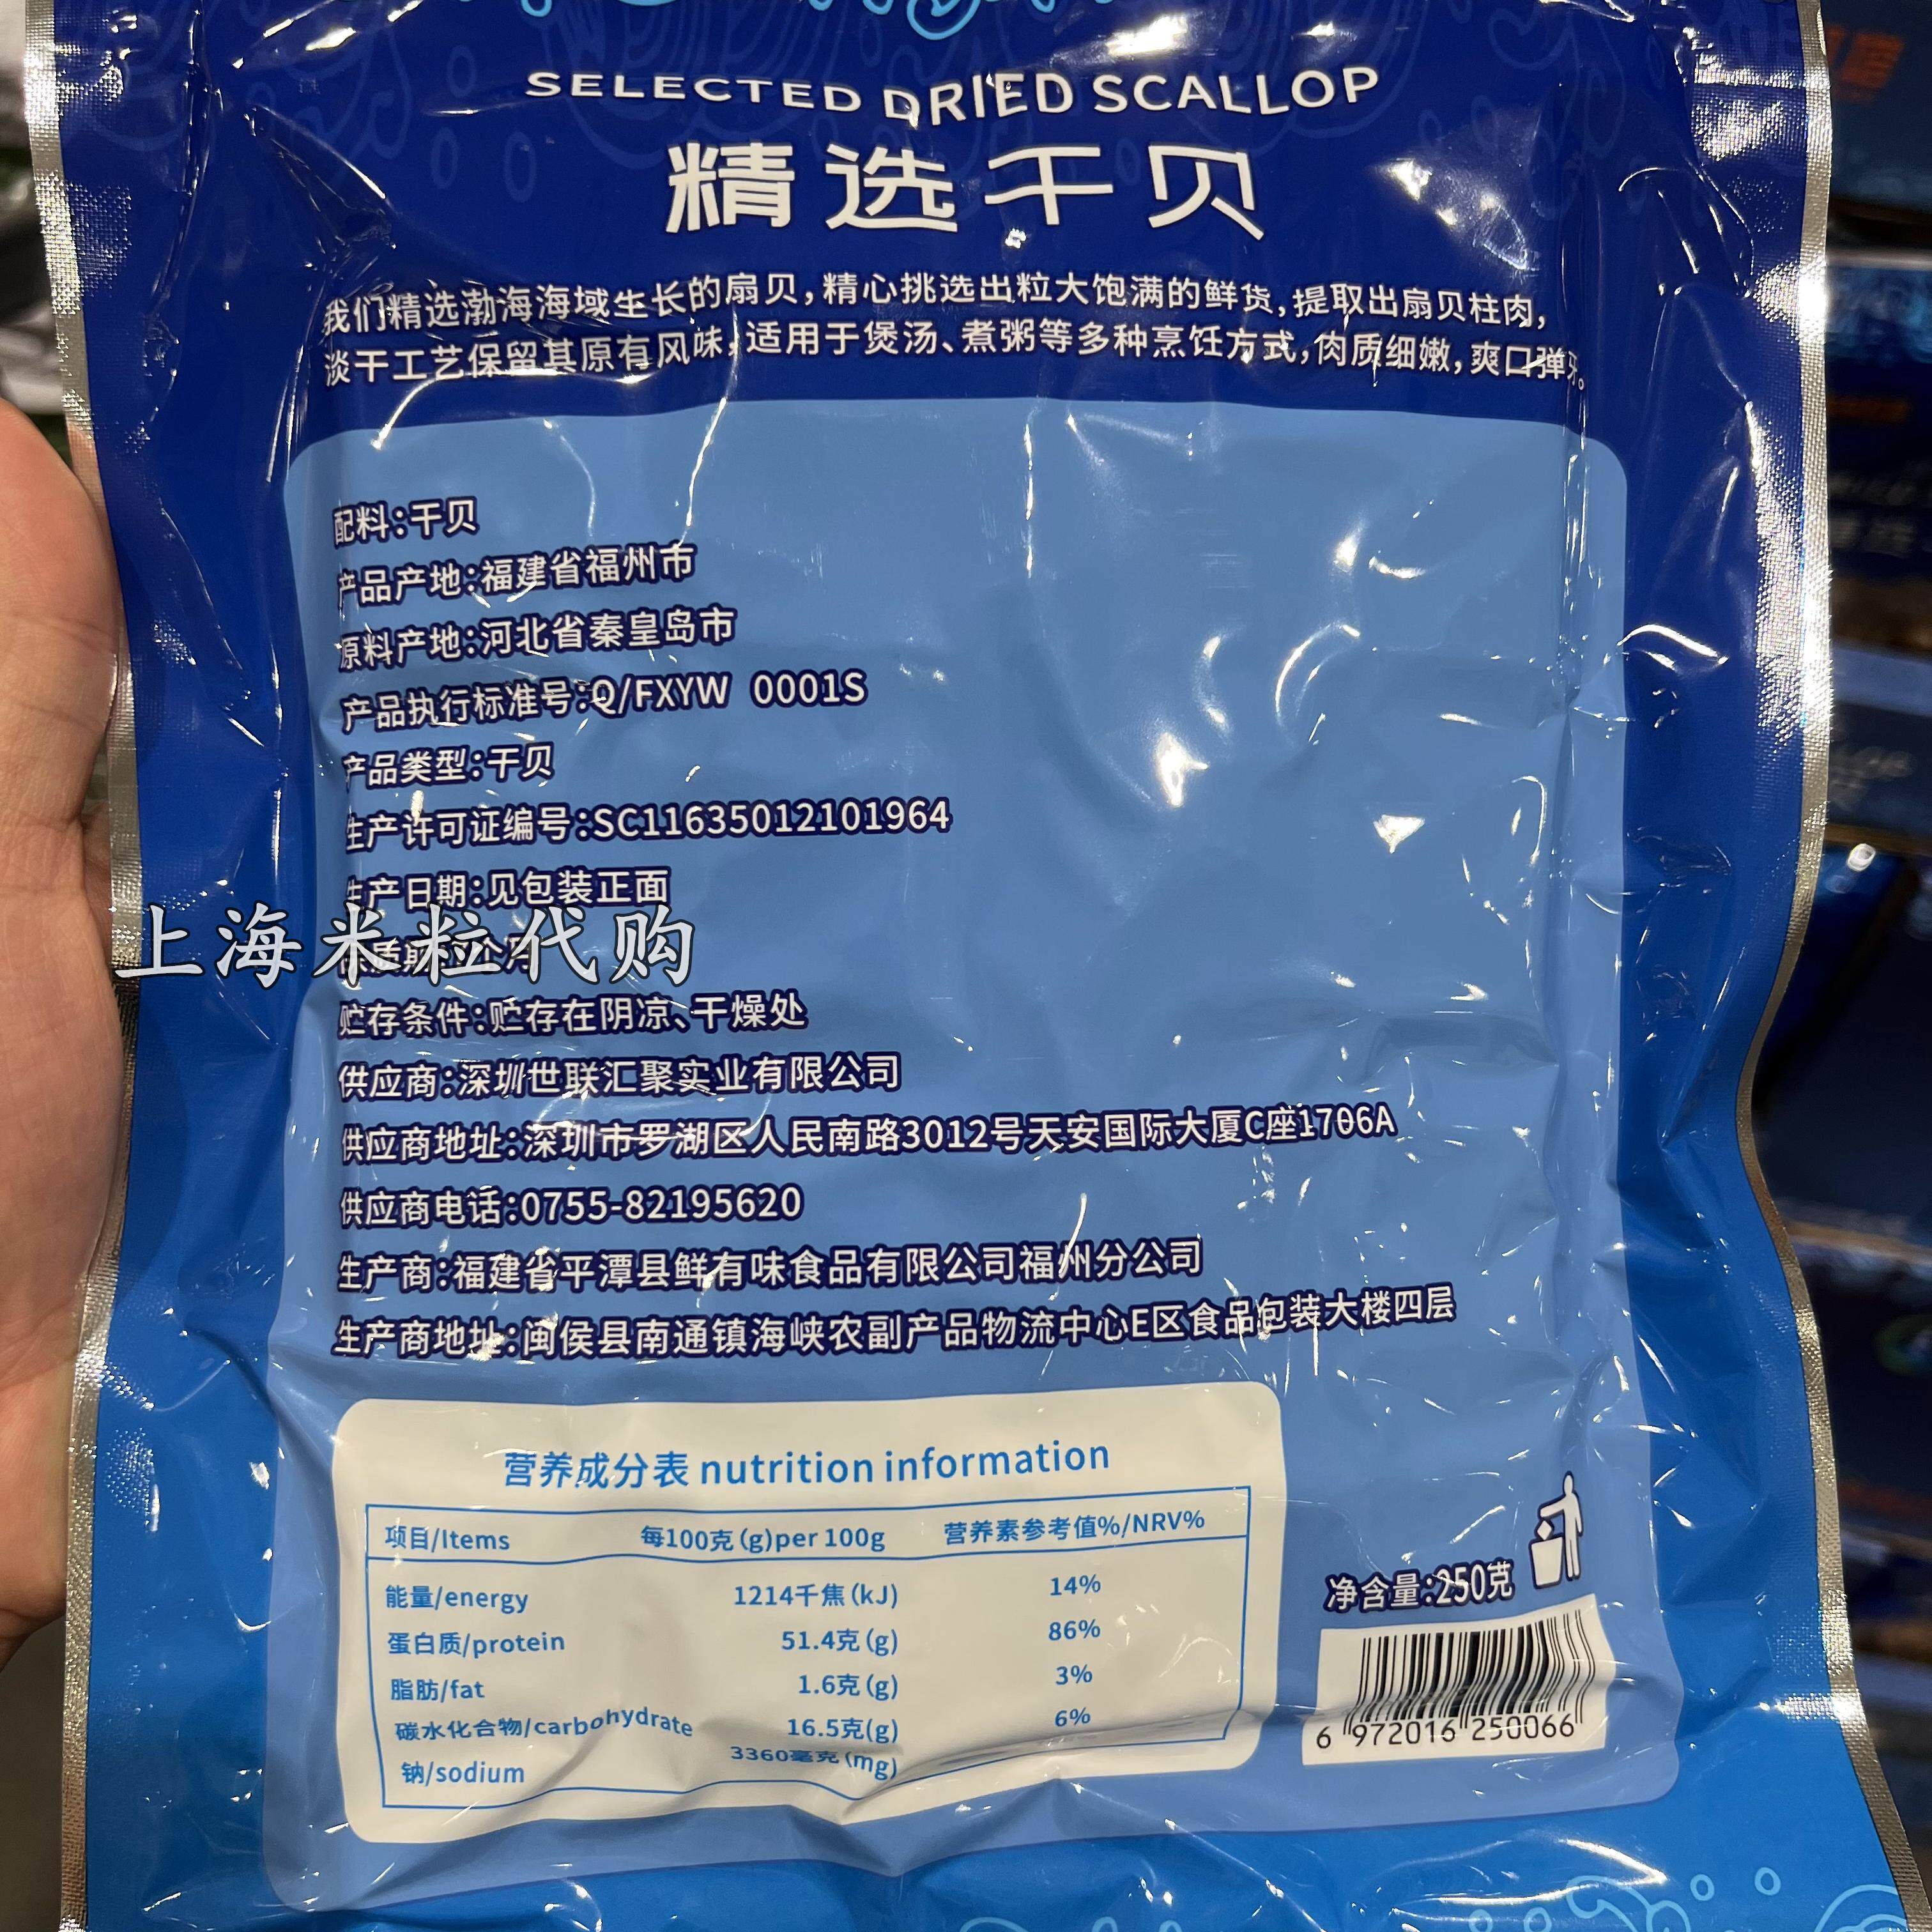 SELECTED DRIED SCALLOP
精选干贝
我们精选渤海海域生长的扇贝,精心挑选出粒大饱满的鲜货,提取出扇贝柱肉,
淡干工艺保留其原有风味,适用于煲汤、煮粥等多种烹饪方式,肉质细嫩,爽口弹牙。
配料:干贝
产品产地:福建省福州市
原料产地:河北省秦皇岛市
产品执行标准号:Q/FXYW 0001S
产品类型:干贝
生产许可证编号:SC11635012101964
生产日期:见包装正面
上海米粒代购
贮存条件:贮存在阴凉、干燥处
供应商:深圳世联汇聚实业有限公司
供应商地址:深圳市罗湖区人民南路3012号天安国际大厦C座1706A
供应商电话:0755-82195620
生产商:福建省平潭县鲜有味食品有限公司福州分公司
生产商地址:闽侯县南通镇海峡农副产品物流中心E区食品包装大楼四层
营养成分表 nutrition information
项目/Items 每100克(g)per 100g 营养素参考值%/NRV%
能量/energy 1214千焦(kJ) 14%
蛋白质/protein 51.4克(g) 86%
脂肪/fat 1.6克(g) 3%
碳水化合物/carbohydrate 16.5克(g) 6%
钠/sodium 3360毫克(mg)
净含量:250克
6 972016 250066